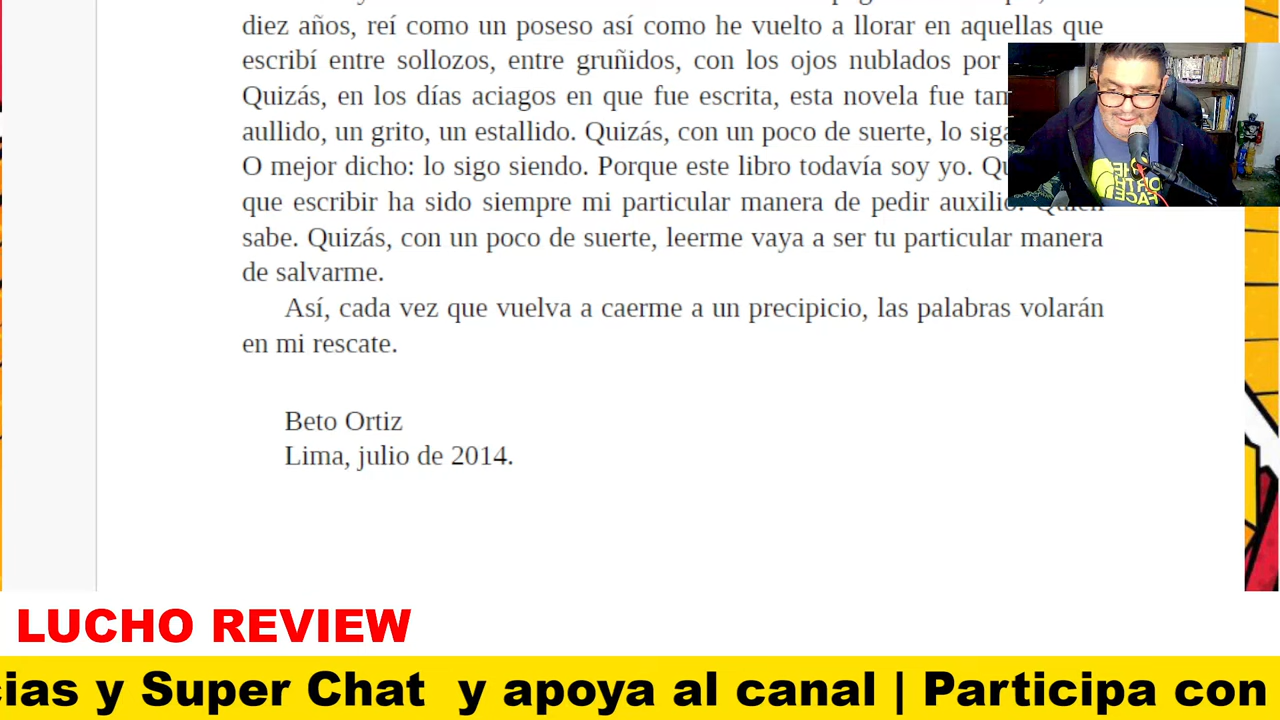 diez años, reí como un poseso así como he vuelto a llorar en aquellas que
escribí entre sollozos, entre gruñidos, con los ojos nublados por
Quizás, en los días aciagos en que fue escrita, esta novela fue
aullido, un grito, un estallido. Quizás, con un poco de suerte, lo
O mejor dicho: lo sigo siendo. Porque este libro todavía soy yo.
que escribir ha sido siempre mi particular manera de pedir auxilio. Quién
sabe. Quizás, con un poco de suerte, leerme vaya a ser tu particular manera
de salvarme.
Así, cada vez que vuelva a caerme a un precipicio, las palabras volarán
en mi rescate.
Beto Ortiz
Lima, julio de 2014.
THE
NORTH
FACE
LUCHO REVIEW
cias y Super Chat y apoya al canal | Participa con